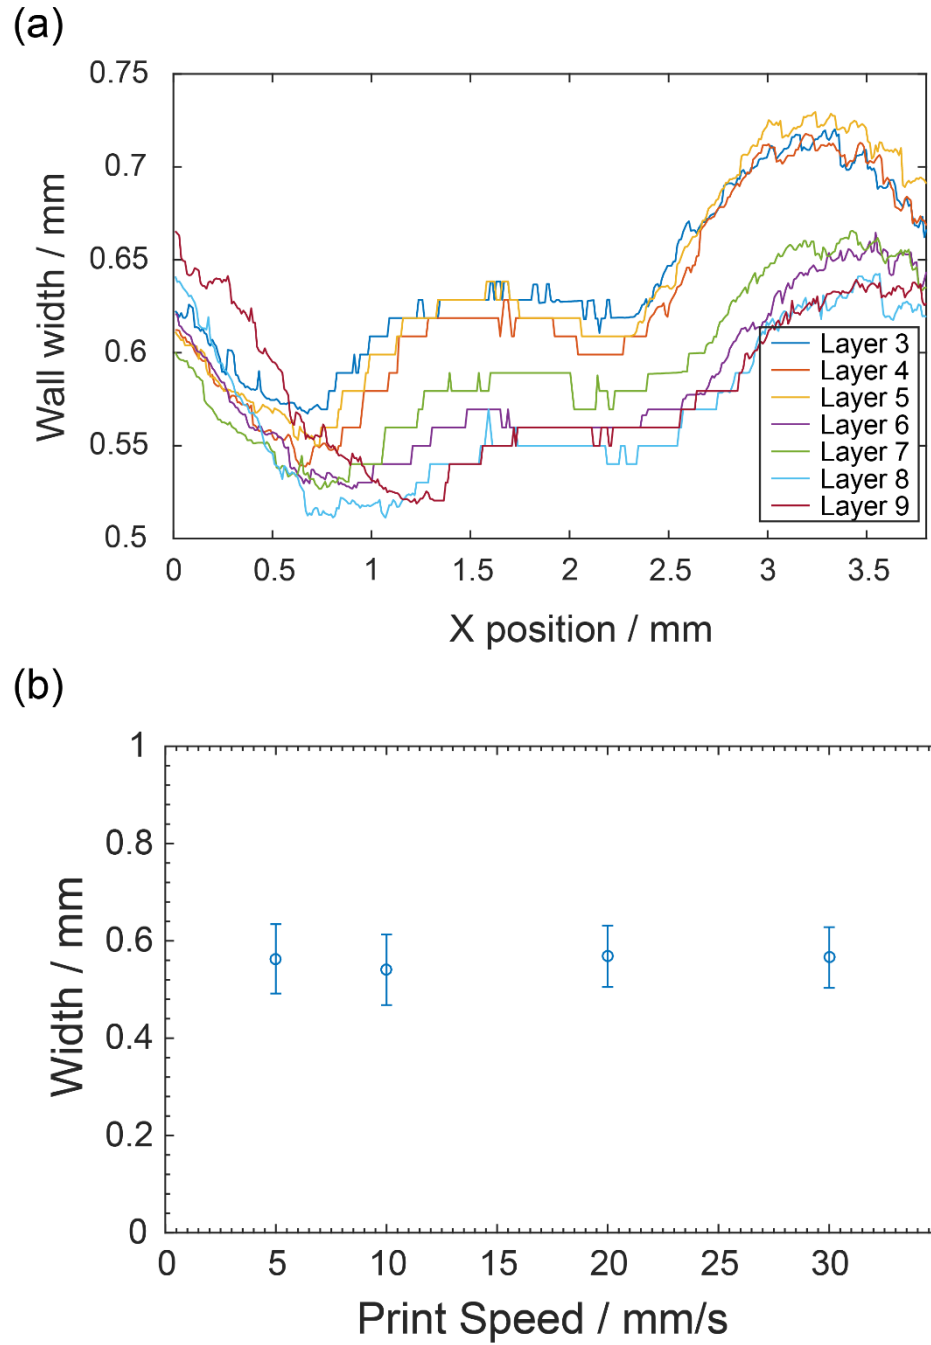 (a)
0.75
0.7
0.65
0.6
0.55
0.5
Wall width / mm
Layer 3
Layer 4
Layer 5
Layer 6
Layer 7
Layer 8
Layer 9
0 0.5 1 1.5 2 2.5 3 3.5
X position / mm
(b)
1
0.8
0.6
0.4
0.2
0
Width / mm
0 5 10 15 20 25 30
Print Speed / mm/s